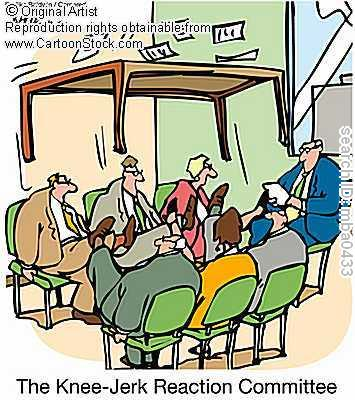 © Original Artist
Reproduction rights obtainable from
www.CartoonStock.com
search ID: mba0433
The Knee-Jerk Reaction Committee